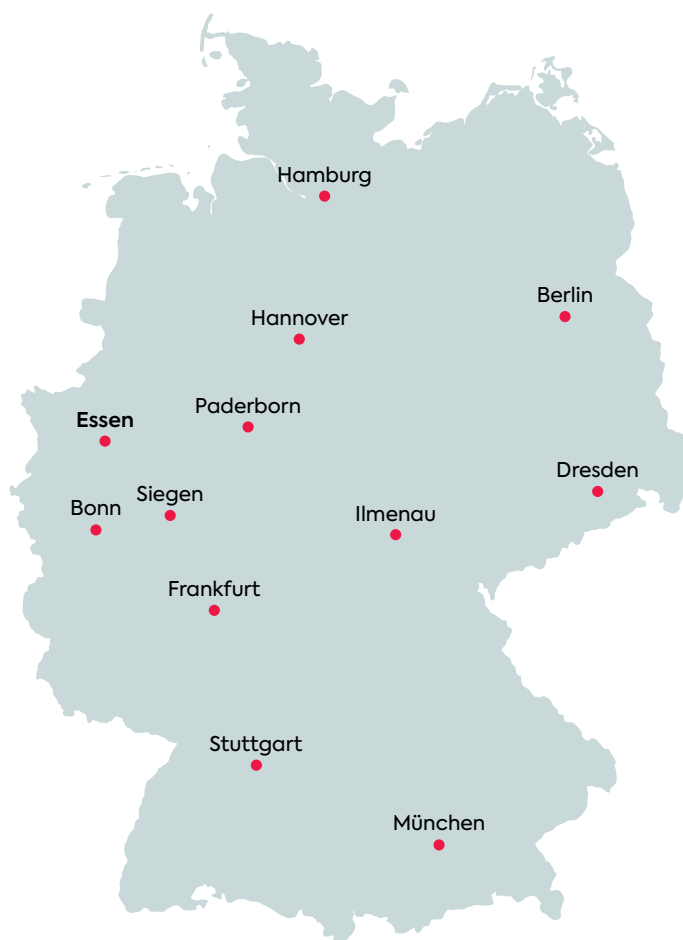 Hamburg
Berlin
Hannover
Paderborn
Essen
Dresden
Siegen
Bonn
Ilmenau
Frankfurt
Stuttgart
München